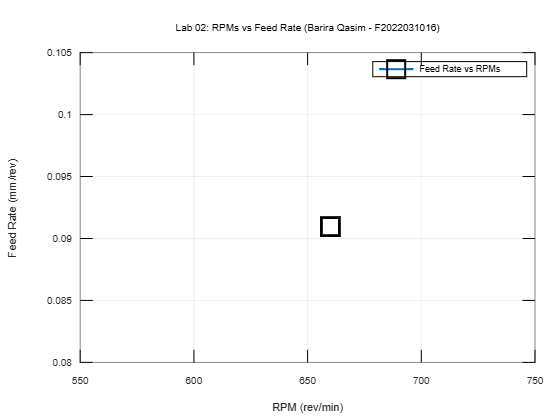 Lab 02: RPMs vs Feed Rate (Barira Qasim - F2022031016)
Feed Rate vs RPMs
0.105
0.1
0.095
0.09
0.085
0.08
Feed Rate (mm/rev)
550 600 650 700 750
RPM (rev/min)